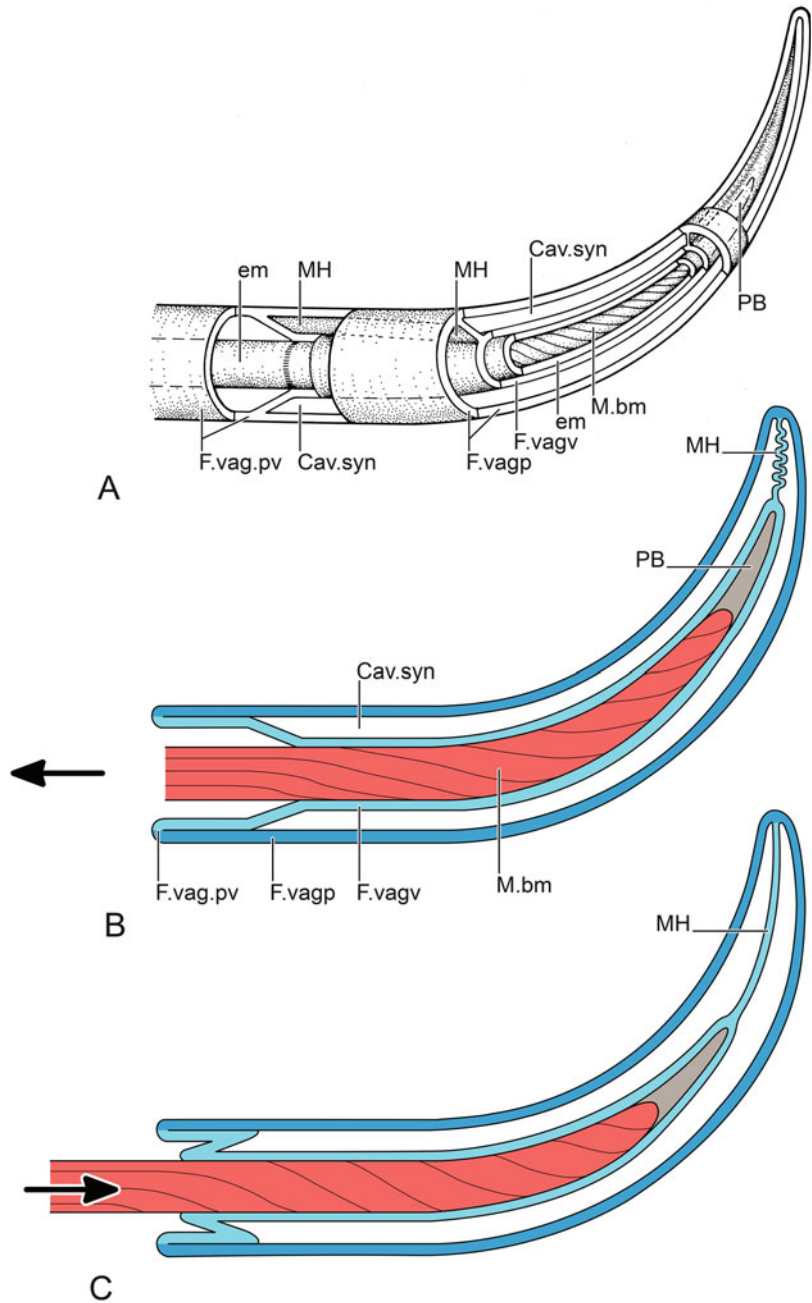 em
MH
MH
Cav.syn
PB
M.bm
em
F.vagv
F.vagp
F.vag.pv
Cav.syn
A
MH
PB
Cav.syn
F.vag.pv
F.vagp
F.vagv
M.bm
B
MH
C